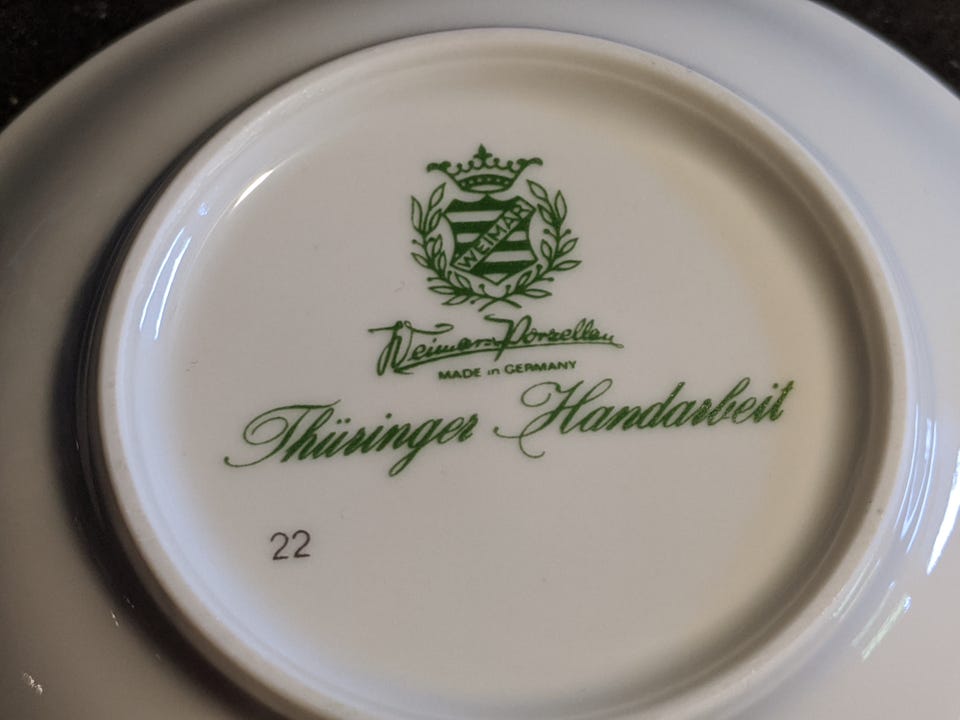 WEIMAR
Weimar Porzellan
MADE in GERMANY
Thüringer Handarbeit
22